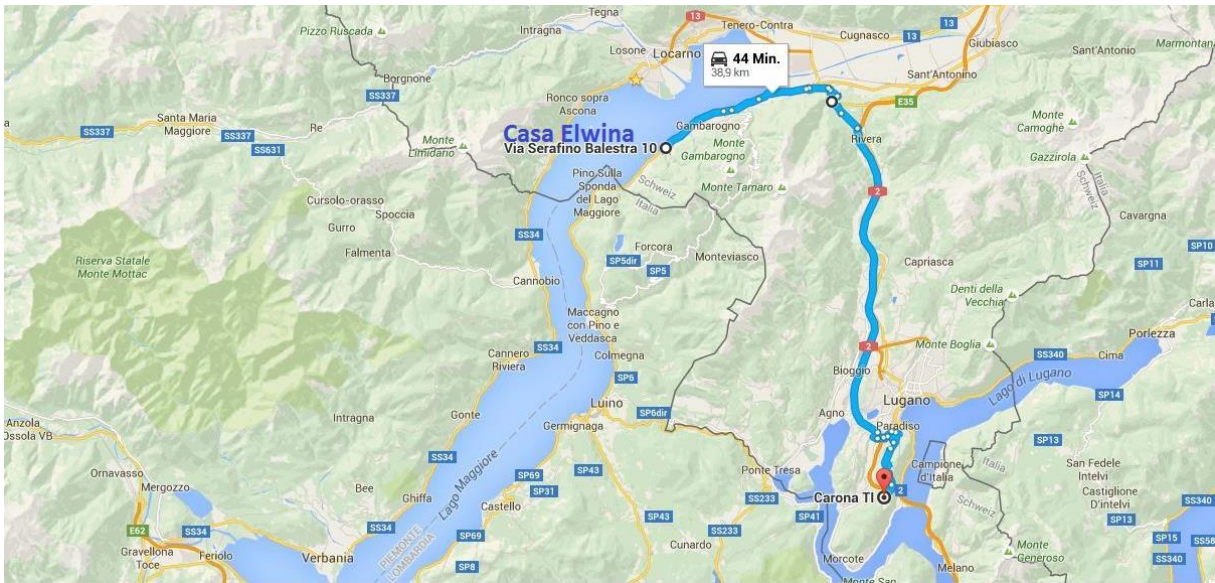 Pizzo Ruscada
Tegna
13
Tenero-Contra
Intragna
Losone
Locarno
Cugnasco
13
13
Giubiasco
Sant'Antonio
Marmontana
Borgnone
SS337
44 Min.
38,9 km
Sant'Antonino
E35
Ronco sopra
Ascona
Santa Maria
Maggiore
Re
SS337
SS337
SS631
Monte
Limidario
Casa Elwina
Via Serafino Balestra 10
Gambarogno
Monte
Gambarogno
Monte Tamaro
Rivera
Monte
Camoghè
Gazzirola
Italia
Schweiz
Schweiz
Italia
Pino Sulla
Sponda
del Lago
Maggiore
2
Cursolo-orasso
Spoccia
Gurro
Falmenta
SS34
Forcora
SP5dir
SP5
Monteviasco
Cavargna
SP10
SP11
Riserva Statale
Monte Mottac
Cannobio
Capriasca
Denti della
Vecchia
Maccagno
con Pino e
Veddasca
Carla
Porlezza
SS34
Cannero
Riviera
Colmegna
SP6
2
Monte Boglia
SS340
Cima
Bioggio
Lago di Lugano
SP14
Luino
SP6dir
Lugano
Intragna
Gonte
Germignaga
Agno
Paradiso
Anzola
Ossola VB
SP13
Lago Maggiore
Ornavasso
Mergozzo
Bee
Ghiffa
SP69
SP31
SP43
Ponte Tresa
Campione
d'Italia
Italia
Schweiz
San Fedele
Intelvi
Castello
SS233
SP41
Carona TI
2
Castiglione
D'intelvi
SS340
E62
SS34
SS34
SP69
SP43
SS233
SP13
Gravellona
Toce
Feriolo
Verbania
PIEMONTE
LOMBARDIA
SP8
Cunardo
Morcote
Monte San
Melano
Monte
Generoso
SP15
SS340
SS58